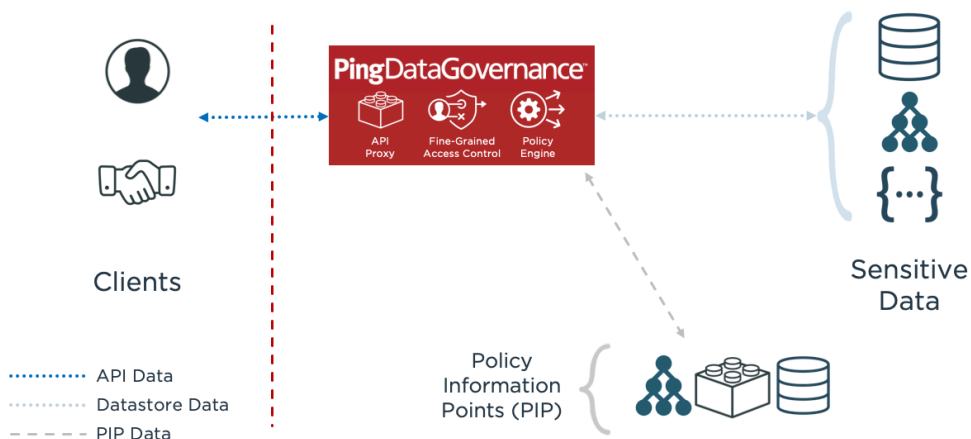 PingDataGovernance™
API
Proxy
Fine-Grained
Access Control
Policy
Engine
Clients
Sensitive
Data
Policy
Information
Points (PIP)
API Data
Datastore Data
PIP Data